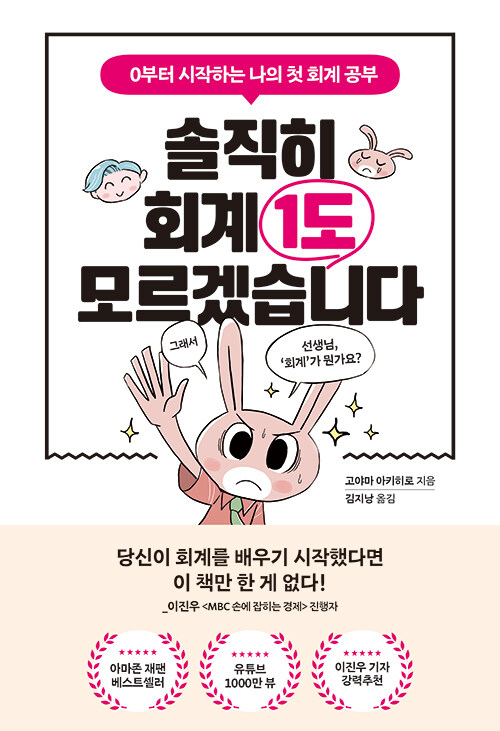 0부터 시작하는 나의 첫 회계 공부
솔직히
회계 1도
모르겠습니다
그래서
선생님,
‘회계’가 뭔가요?
고야마 아키히로 지음
김지낭 옮김
당신이 회계를 배우기 시작했다면
이 책만 한 게 없다!
_이진우 <MBC 손에 잡히는 경제> 진행자
아마존 재팬
베스트셀러
유튜브
1000만 뷰
이진우 기자
강력추천